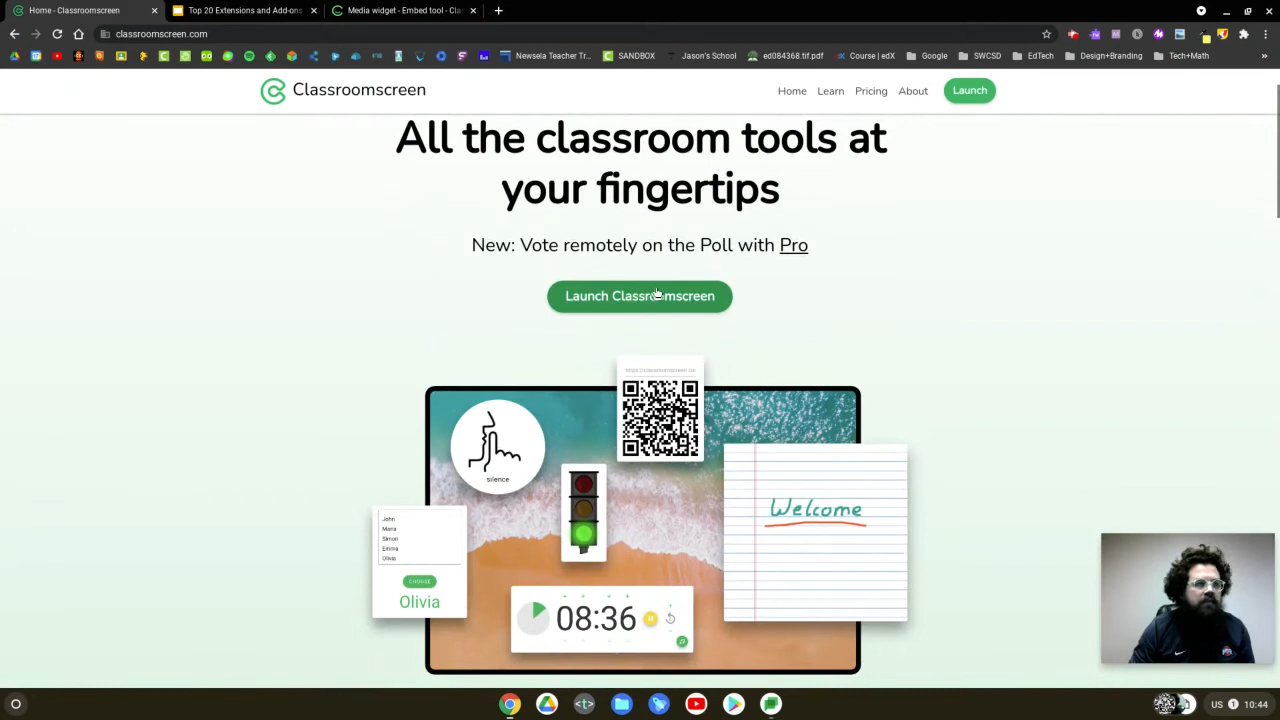 Home - Classroomscreen
Top 20 Extensions and Add-ons
Media widget - Embed tool - Clas
classroomscreen.com
Newsela Teacher Tr...
SANDBOX
Jason's School
ed084368.tif.pdf
Course | edX
Google
SWCSD
EdTech
Design+Branding
Tech+Math
Classroomscreen
Home
Learn
Pricing
About
Launch
All the classroom tools at
your fingertips
New: Vote remotely on the Poll with Pro
Launch Classroomscreen
silence
Welcome
John
Maria
Simon
Emma
Olivia
CHOOSE
Olivia
08:36
US
10:44